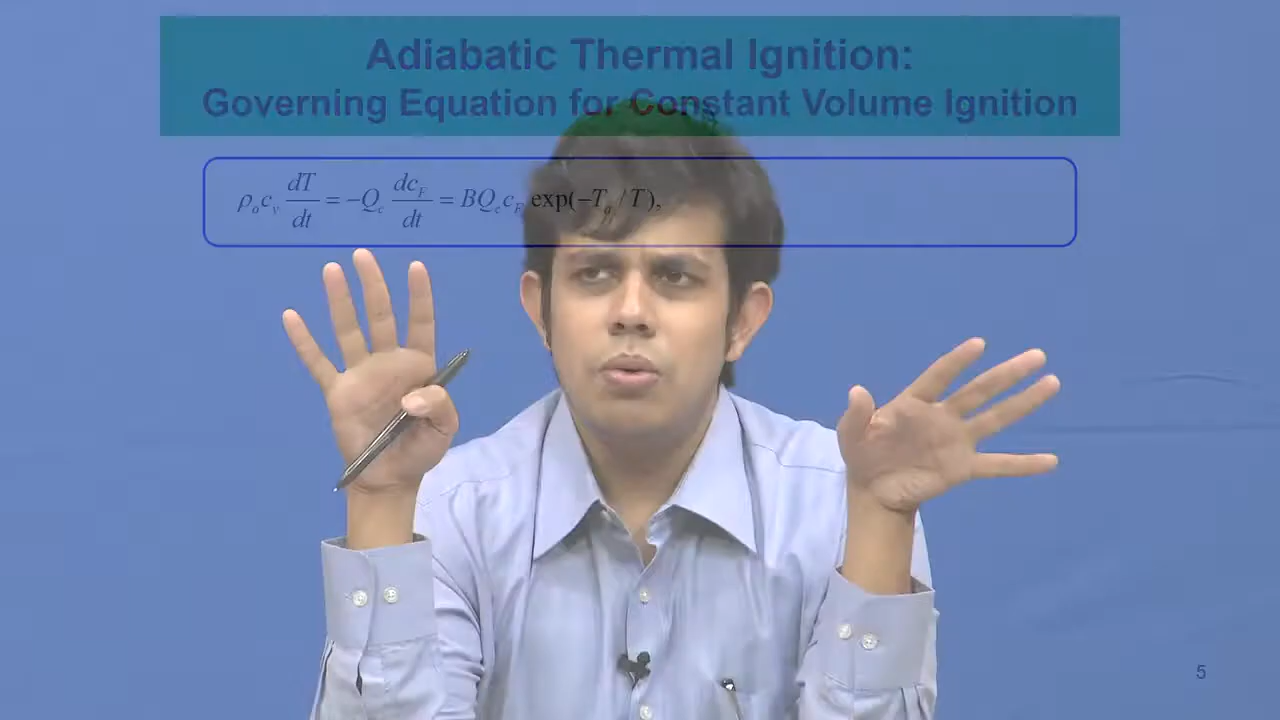 Adiabatic Thermal Ignition:
Governing Equation for Constant Volume Ignition
ρ_o c_v dT/dt = −Q_c dc_F/dt = BQ_c c_F exp(−T_a / T),
5